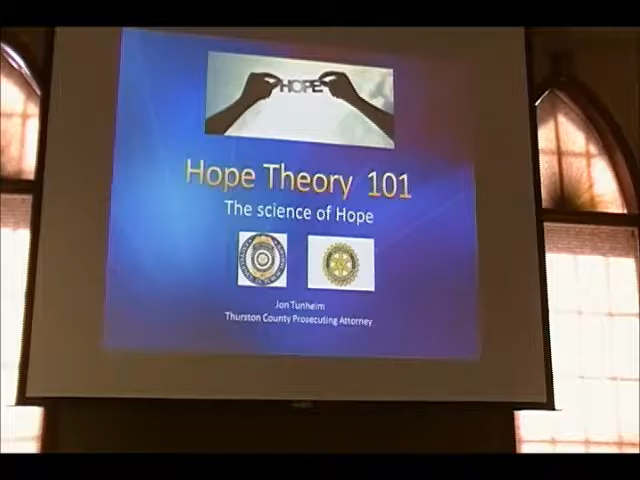 HOPE
Hope Theory 101
The science of Hope
Jon Tunheim
Thurston County Prosecuting Attorney